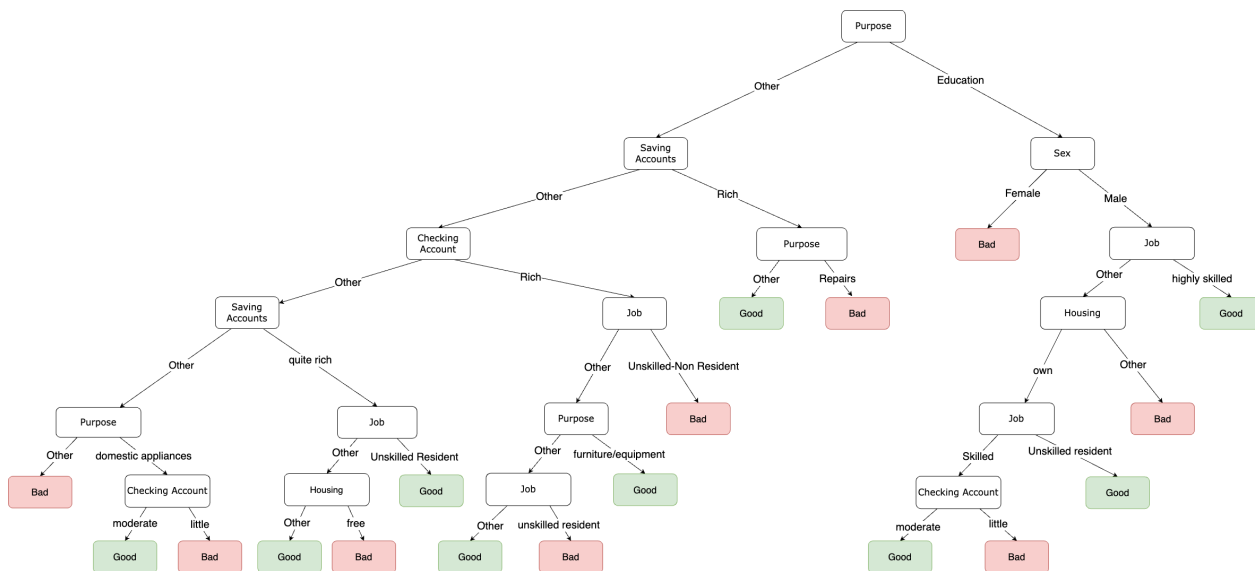 Purpose
Education
Other
Saving
Accounts
Sex
Other
Rich
Female
Male
Checking
Account
Purpose
Bad
Job
Other
Rich
Other
Repairs
Other
highly skilled
Saving
Accounts
Job
Good
Bad
Housing
Good
Other
quite rich
Other
Unskilled-Non Resident
own
Other
Purpose
Job
Purpose
Bad
Job
Bad
Other
domestic appliances
Other
Unskilled Resident
Other
furniture/equipment
Skilled
Unskilled resident
Bad
Checking Account
Housing
Good
Job
Good
Checking Account
Good
moderate
little
Other
free
Other
unskilled resident
moderate
little
Good
Bad
Good
Bad
Good
Bad
Good
Bad